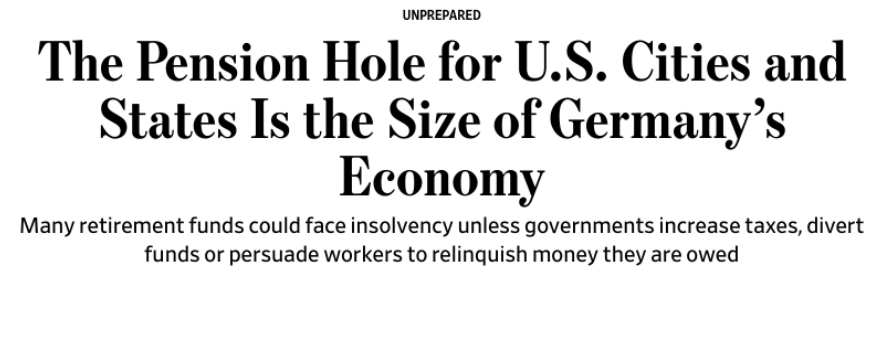 UNPREPARED
The Pension Hole for U.S. Cities and
States Is the Size of Germany’s
Economy
Many retirement funds could face insolvency unless governments increase taxes, divert
funds or persuade workers to relinquish money they are owed